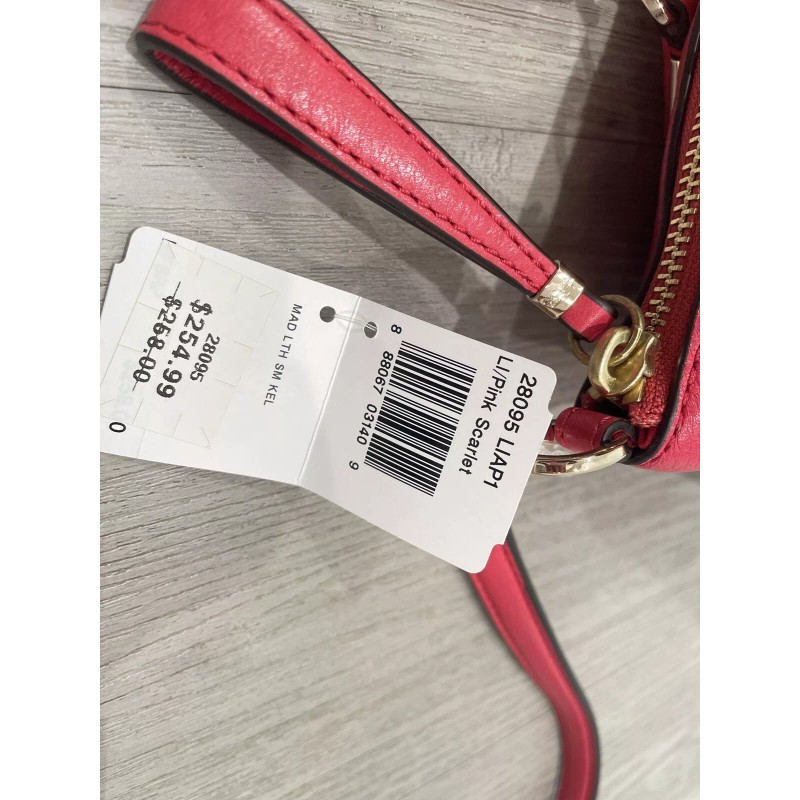 28095 LIAP1
LI/Pink Scarlet
8 88067 03140 9
MAD LTH SM KEL
28095
$254.99
$268.00
0